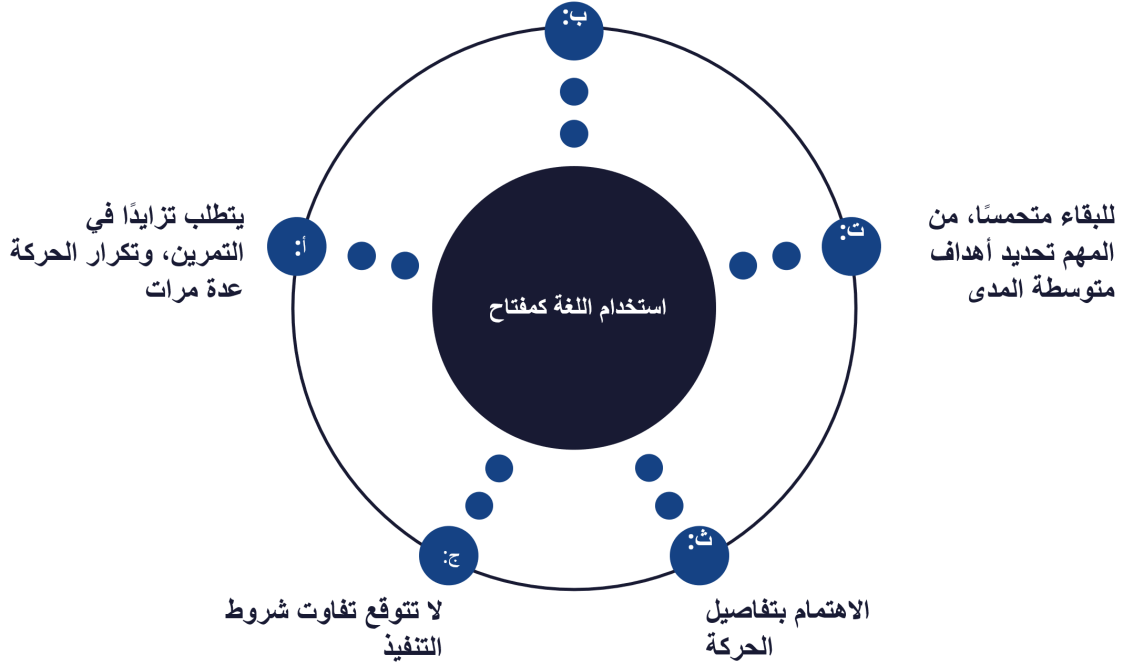 ب:
ت:
للبقاء متحمسًا، من
المهم تحديد أهداف
متوسطة المدى
أ:
يتطلب تزايدًا في
التمرين، وتكرار الحركة
عدة مرات
استخدام اللغة كمفتاح
ث:
الاهتمام بتفاصيل
الحركة
ج:
لا تتوقع تفاوت شروط
التنفيذ